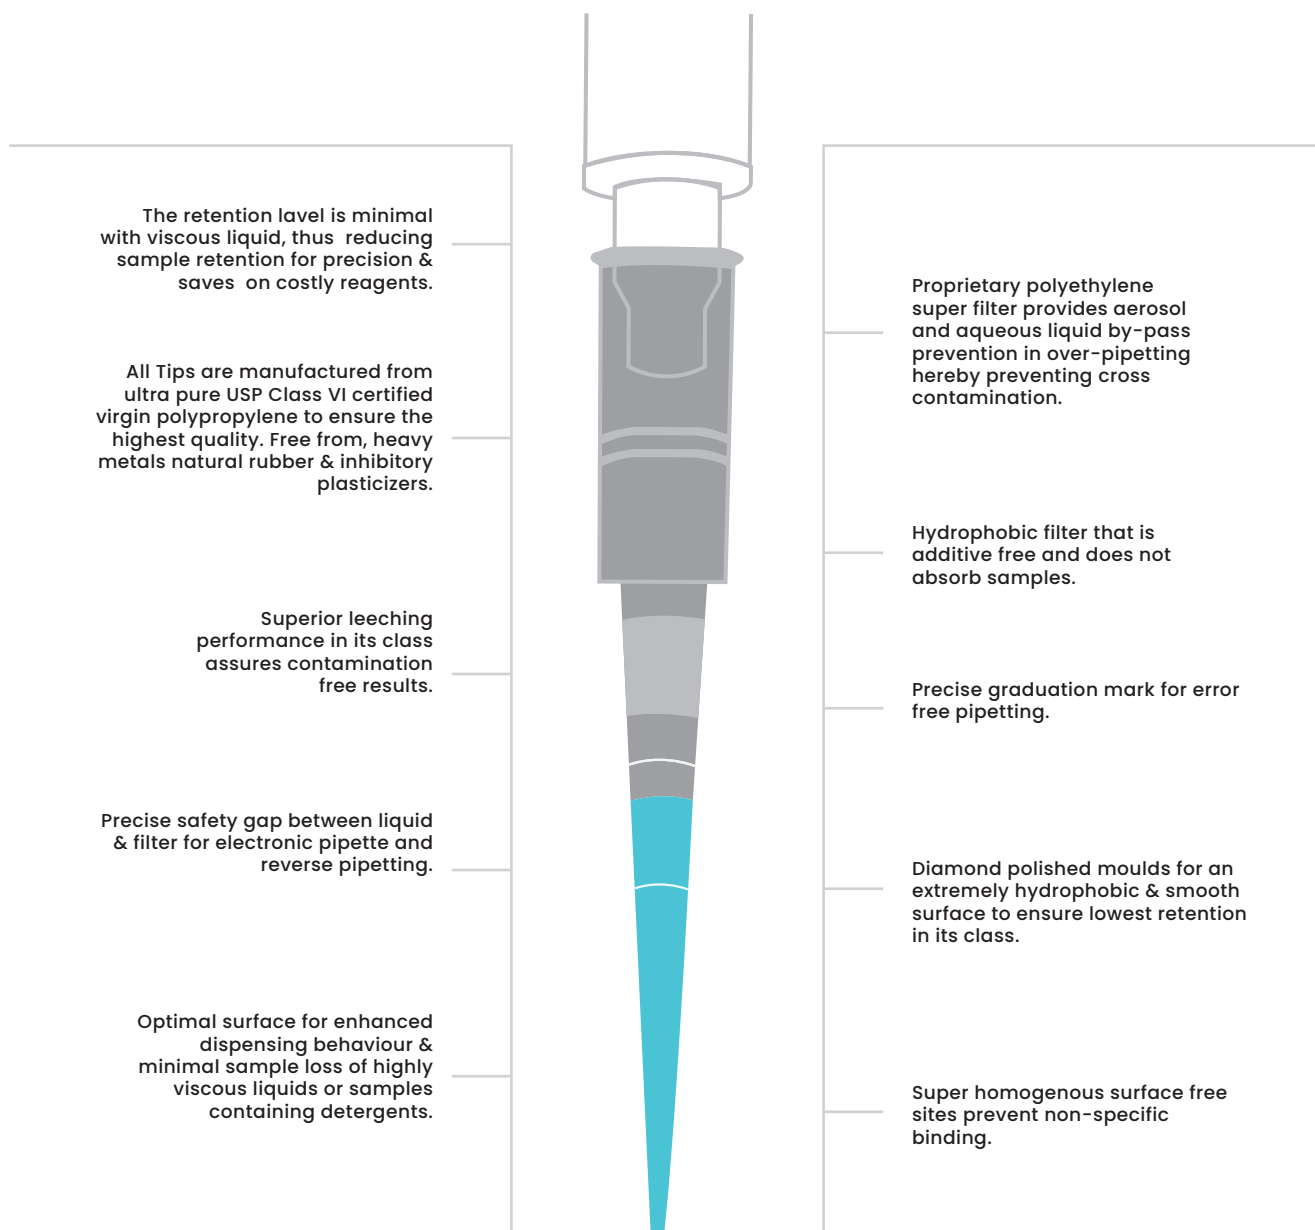 The retention lavel is minimal
with viscous liquid, thus  reducing
sample retention for precision &
saves  on costly reagents.
All Tips are manufactured from
ultra pure USP Class VI certified
virgin polypropylene to ensure the
highest quality. Free from, heavy
metals natural rubber & inhibitory
plasticizers.
Superior leeching
performance in its class
assures contamination
free results.
Precise safety gap between liquid
& filter for electronic pipette and
reverse pipetting.
Optimal surface for enhanced
dispensing behaviour &
minimal sample loss of highly
viscous liquids or samples
containing detergents.
Proprietary polyethylene
super filter provides aerosol
and aqueous liquid by-pass
prevention in over-pipetting
hereby preventing cross
contamination.
Hydrophobic filter that is
additive free and does not
absorb samples.
Precise graduation mark for error
free pipetting.
Diamond polished moulds for an
extremely hydrophobic & smooth
surface to ensure lowest retention
in its class.
Super homogenous surface free
sites prevent non-specific
binding.